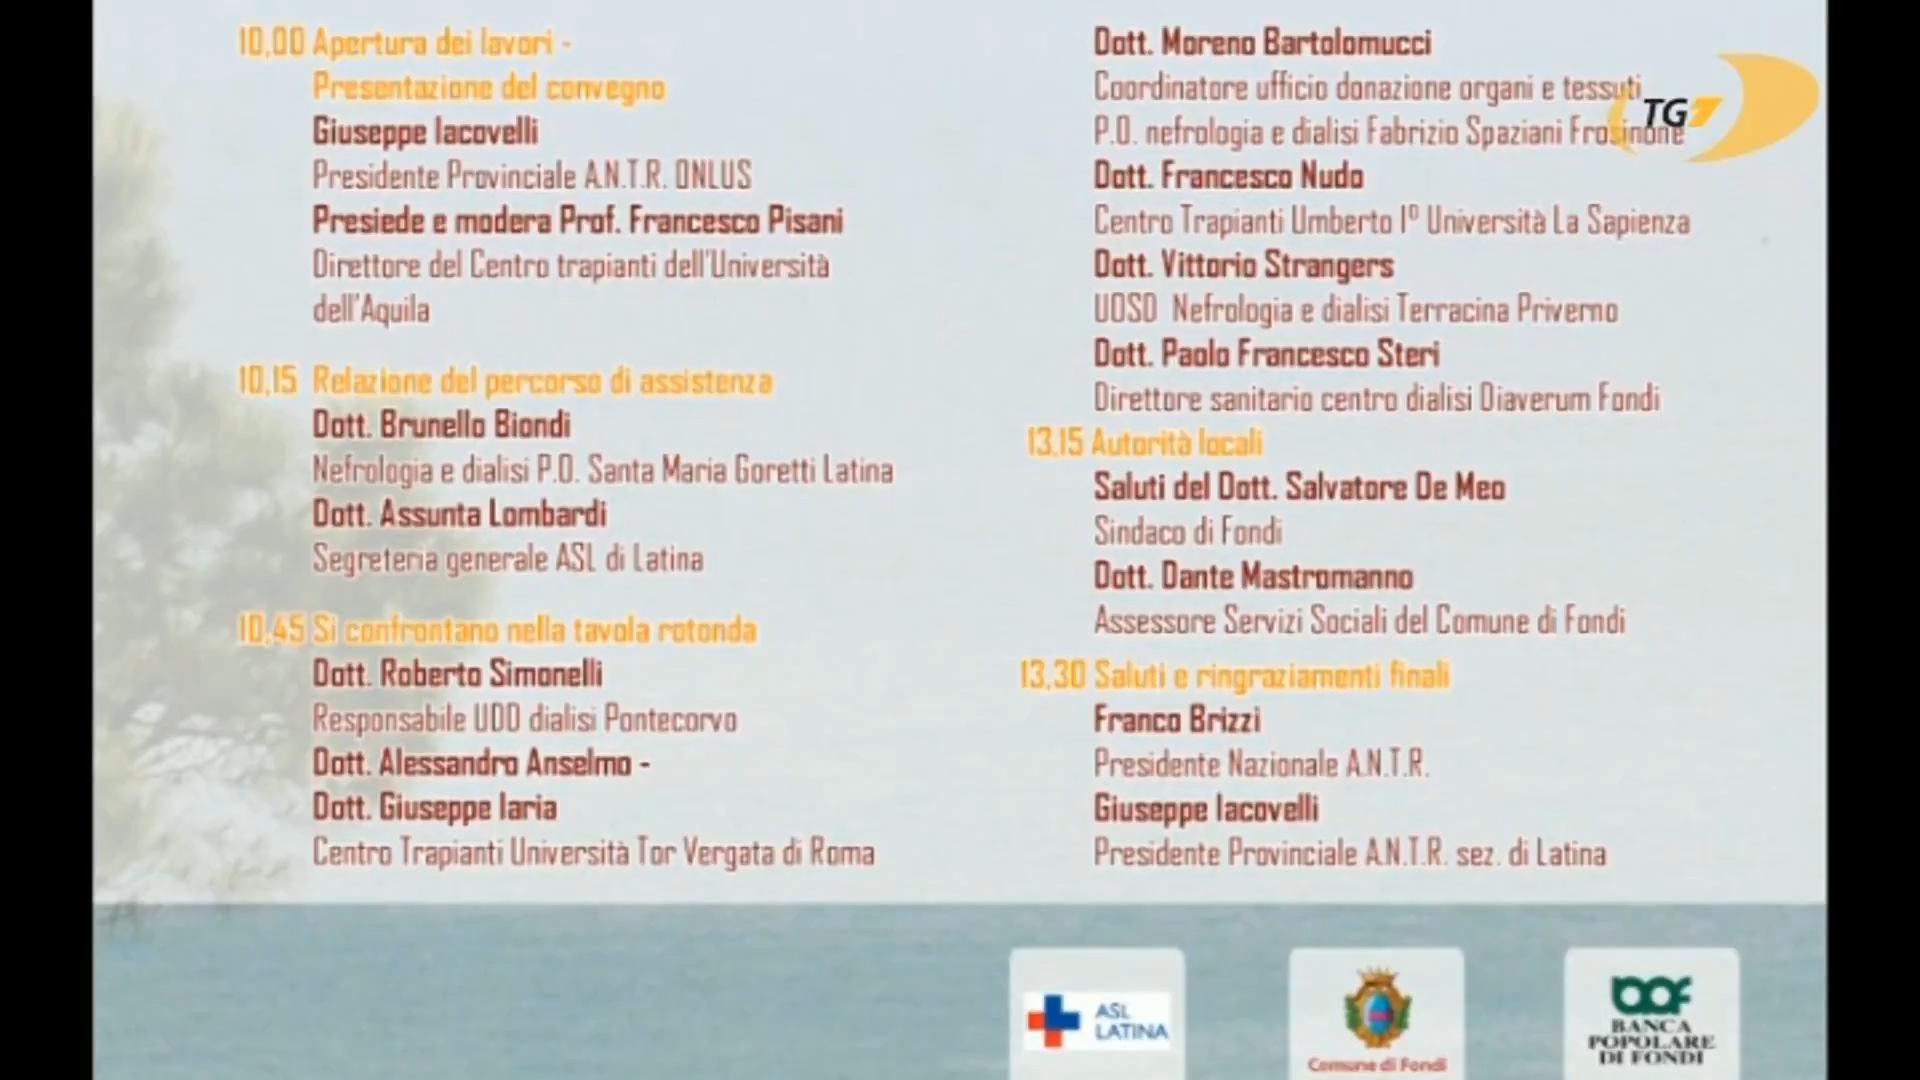 10,00 Apertura dei lavori -
Presentazione del convegno
Giuseppe Iacovelli
Presidente Provinciale A.N.T.R. ONLUS
Presiede e modera Prof. Francesco Pisani
Direttore del Centro trapianti dell'Università
dell'Aquila
10,15 Relazione del percorso di assistenza
Dott. Brunello Biondi
Nefrologia e dialisi P.O. Santa Maria Goretti Latina
Dott. Assunta Lombardi
Segreteria generale ASL di Latina
10,45 Si confrontano nella tavola rotonda
Dott. Roberto Simonelli
Responsabile UDD dialisi Pontecorvo
Dott. Alessandro Anselmo -
Dott. Giuseppe Iaria
Centro Trapianti Università Tor Vergata di Roma
Dott. Moreno Bartolomucci
Coordinatore ufficio donazione organi e tessuti
P.O. nefrologia e dialisi Fabrizio Spaziani Frosinone
Dott. Francesco Nudo
Centro Trapianti Umberto I° Università La Sapienza
Dott. Vittorio Strangers
UOSD Nefrologia e dialisi Terracina Priverno
Dott. Paolo Francesco Steri
Direttore sanitario centro dialisi Diaverum Fondi
13,15 Autorità locali
Saluti del Dott. Salvatore De Meo
Sindaco di Fondi
Dott. Dante Mastromanno
Assessore Servizi Sociali del Comune di Fondi
13,30 Saluti e ringraziamenti finali
Franco Brizzi
Presidente Nazionale A.N.T.R.
Giuseppe Iacovelli
Presidente Provinciale A.N.T.R. sez. di Latina
TG7
ASL
LATINA
Comune di Fondi
BANCA
POPOLARE
DI FONDI